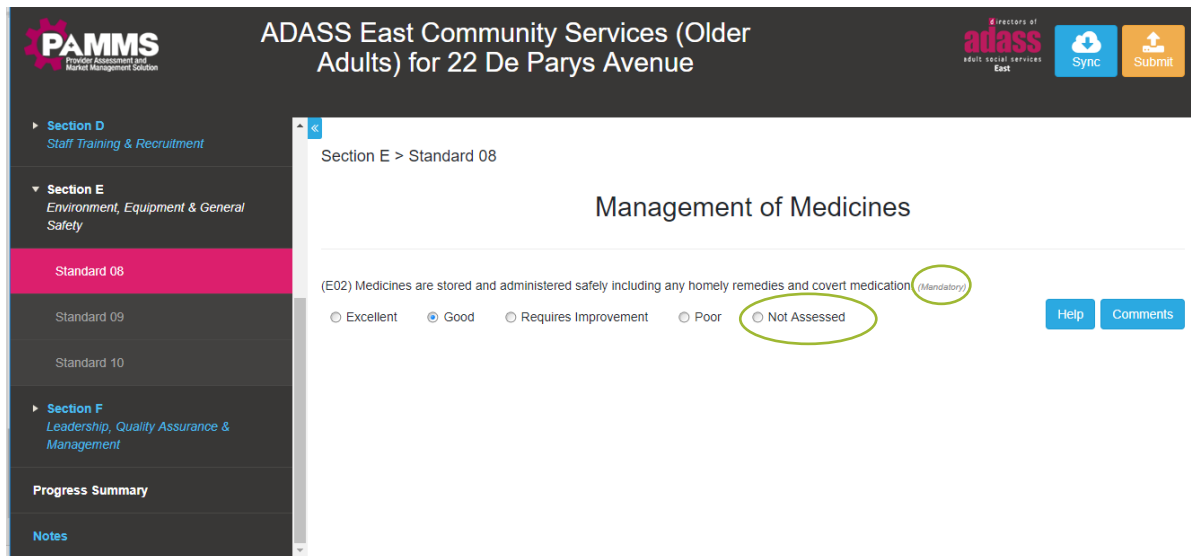 PAMMS
Provider Assessment and
Market Management Solution
ADASS East Community Services (Older
Adults) for 22 De Parys Avenue
directors of
adass
adult social services
East
Sync
Submit
Section D
Staff Training & Recruitment
Section E
Environment, Equipment & General
Safety
Standard 08
Standard 09
Standard 10
Section F
Leadership, Quality Assurance &
Management
Progress Summary
Notes
«
Section E > Standard 08
Management of Medicines
(E02) Medicines are stored and administered safely including any homely remedies and covert medication (Mandatory)
Excellent Good Requires Improvement Poor Not Assessed
Help Comments